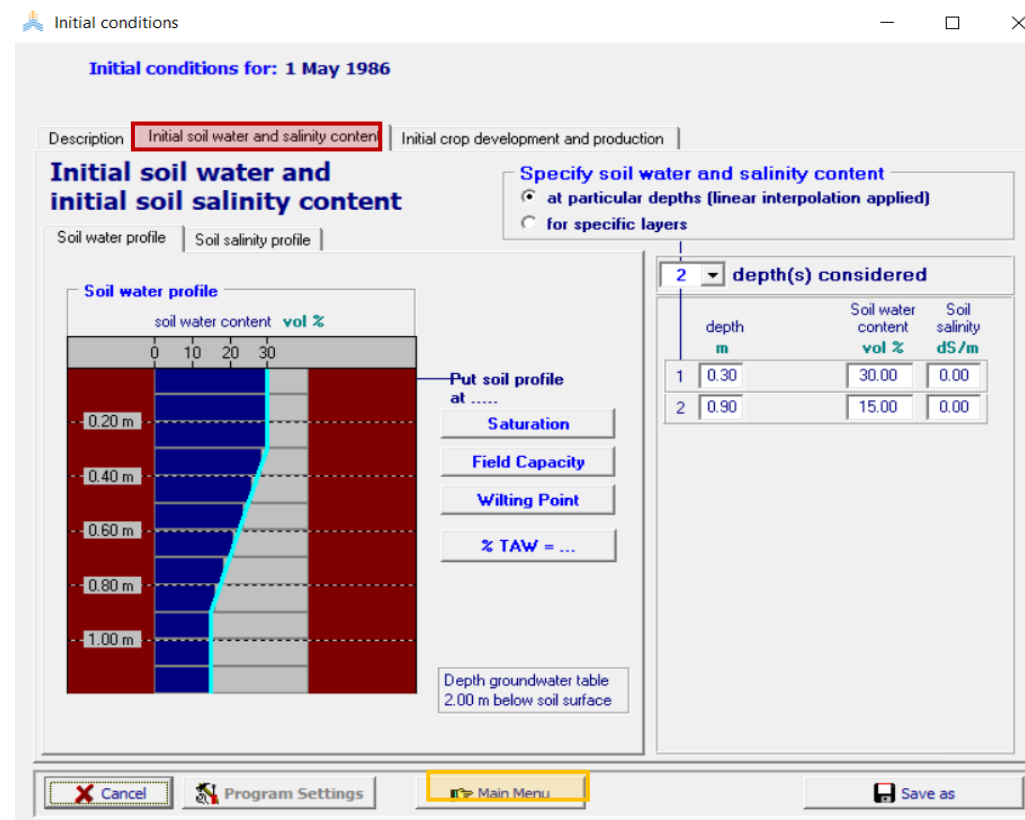 Initial conditions
Initial conditions for: 1 May 1986
Description
Initial soil water and salinity content
Initial crop development and production
Initial soil water and
initial soil salinity content
Specify soil water and salinity content
at particular depths (linear interpolation applied)
for specific layers
Soil water profile
Soil salinity profile
2 depth(s) considered
Soil water profile
soil water content vol %
0 10 20 30
0.20 m
0.40 m
0.60 m
0.80 m
1.00 m
Put soil profile
at .....
Saturation
Field Capacity
Wilting Point
% TAW = ...
Depth groundwater table
2.00 m below soil surface
depth
m
Soil water
content
vol %
Soil
salinity
dS/m
1 0.30 30.00 0.00
2 0.90 15.00 0.00
Cancel
Program Settings
Main Menu
Save as